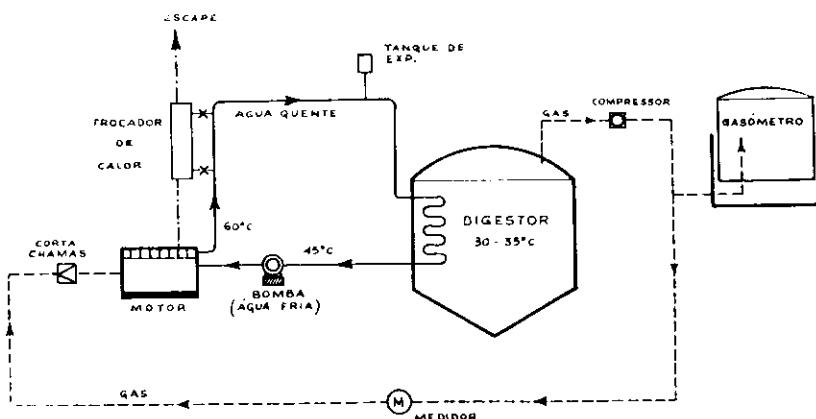 ESCAPE
TANQUE DE
EXP.
TROCADOR
DE
CALOR
ÁGUA QUENTE
GAS
COMPRESSOR
GASÔMETRO
DIGESTOR
30 - 35°C
60°C
45°C
CORTA
CHAMAS
MOTOR
BOMBA
(ÁGUA FRIA)
GAS
M
MEDIDOR